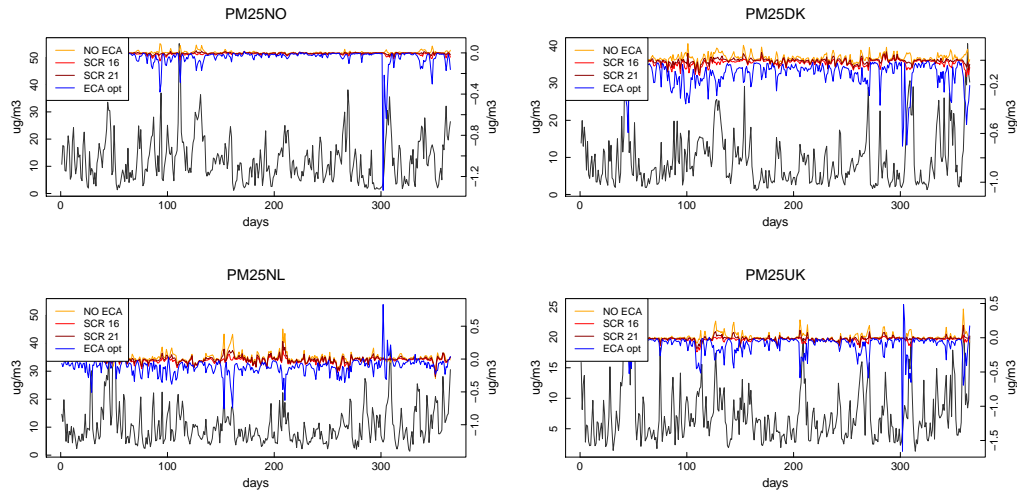 PM25NO
NO ECA
SCR 16
SCR 21
ECA opt
ug/m3
0 10 20 30 40 50
0 100 200 300
days
−1.2 −0.8 −0.4 0.0
ug/m3
PM25DK
NO ECA
SCR 16
SCR 21
ECA opt
ug/m3
0 10 20 30 40
0 100 200 300
days
−1.0 −0.6 −0.2
ug/m3
PM25NL
NO ECA
SCR 16
SCR 21
ECA opt
ug/m3
0 10 20 30 40 50
0 100 200 300
days
−1.0 −0.5 0.0 0.5
ug/m3
PM25UK
NO ECA
SCR 16
SCR 21
ECA opt
ug/m3
5 10 15 20 25
0 100 200 300
days
−1.5 −1.0 −0.5 0.0 0.5
ug/m3